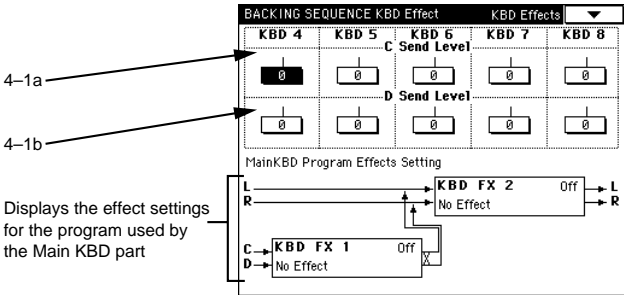 BACKING SEQUENCE KBD Effect KBD Effects
KBD 4 KBD 5 KBD 6 KBD 7 KBD 8
C Send Level
4–1a
0 0 0 0 0
D Send Level
4–1b
0 0 0 0 0
MainKBD Program Effects Setting
L KBD FX 2 Off L
R No Effect R
Displays the effect settings
for the program used by
the Main KBD part
C KBD FX 1 Off
D No Effect